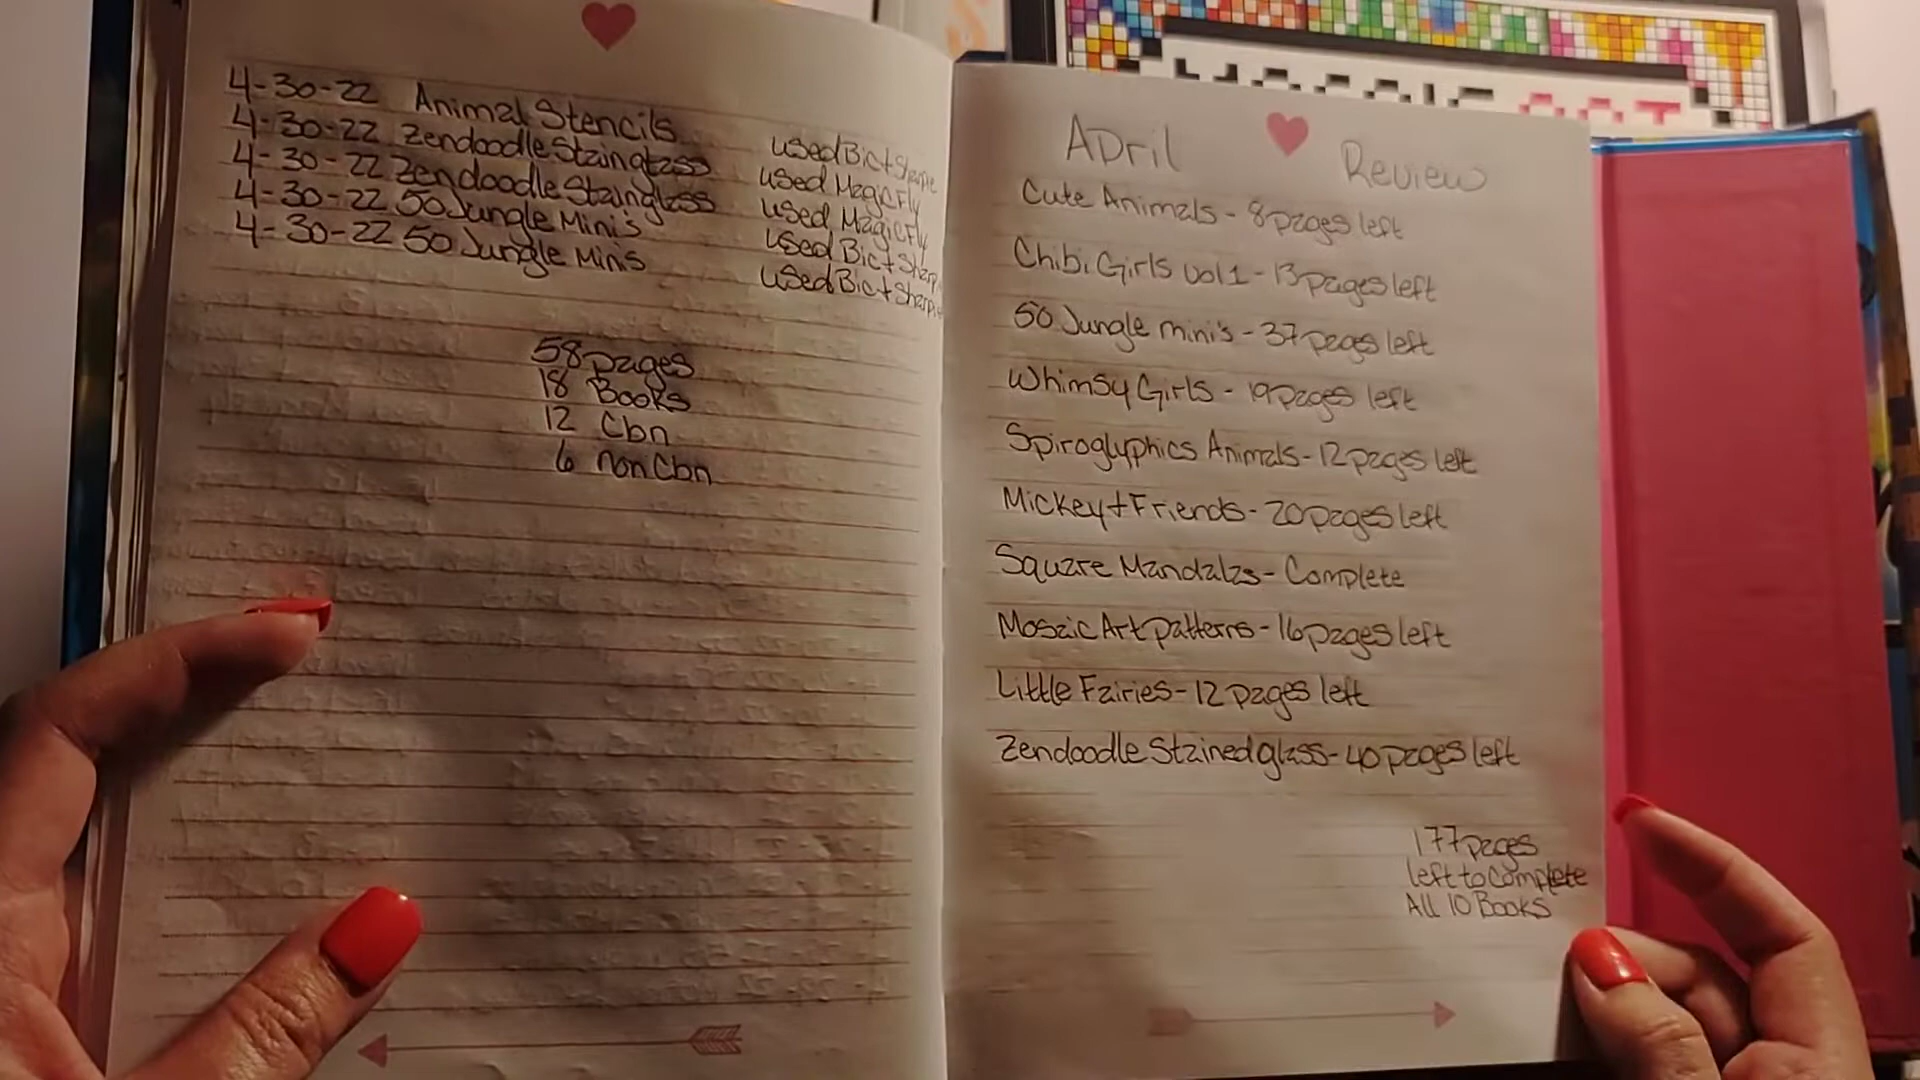 4-30-22 Animal Stencils used Bic + Sharpie
4-30-22 Zendoodle Stainglass used Magicfly
4-30-22 Zendoodle Stainglass used Magicfly
4-30-22 50 Jungle Mini's used Bic + Sharpi
4-30-22 50 Jungle Minis used Bic + Sharpi
58 pages
18 Books
12 Cbn
6 non Cbn
April Review
Cute Animals - 8 pages left
Chibi Girls Vol 1 - 13 pages left
50 Jungle mini's - 37 pages left
Whimsy Girls - 19 pages left
Spiroglyphics Animals - 12 pages left
Mickey + Friends - 20 pages left
Square Mandalas - Complete
Mosaic Art patterns - 16 pages left
Little Fairies - 12 pages left
Zendoodle Stained glass - 40 pages left
177 pages
left to complete
All 10 Books